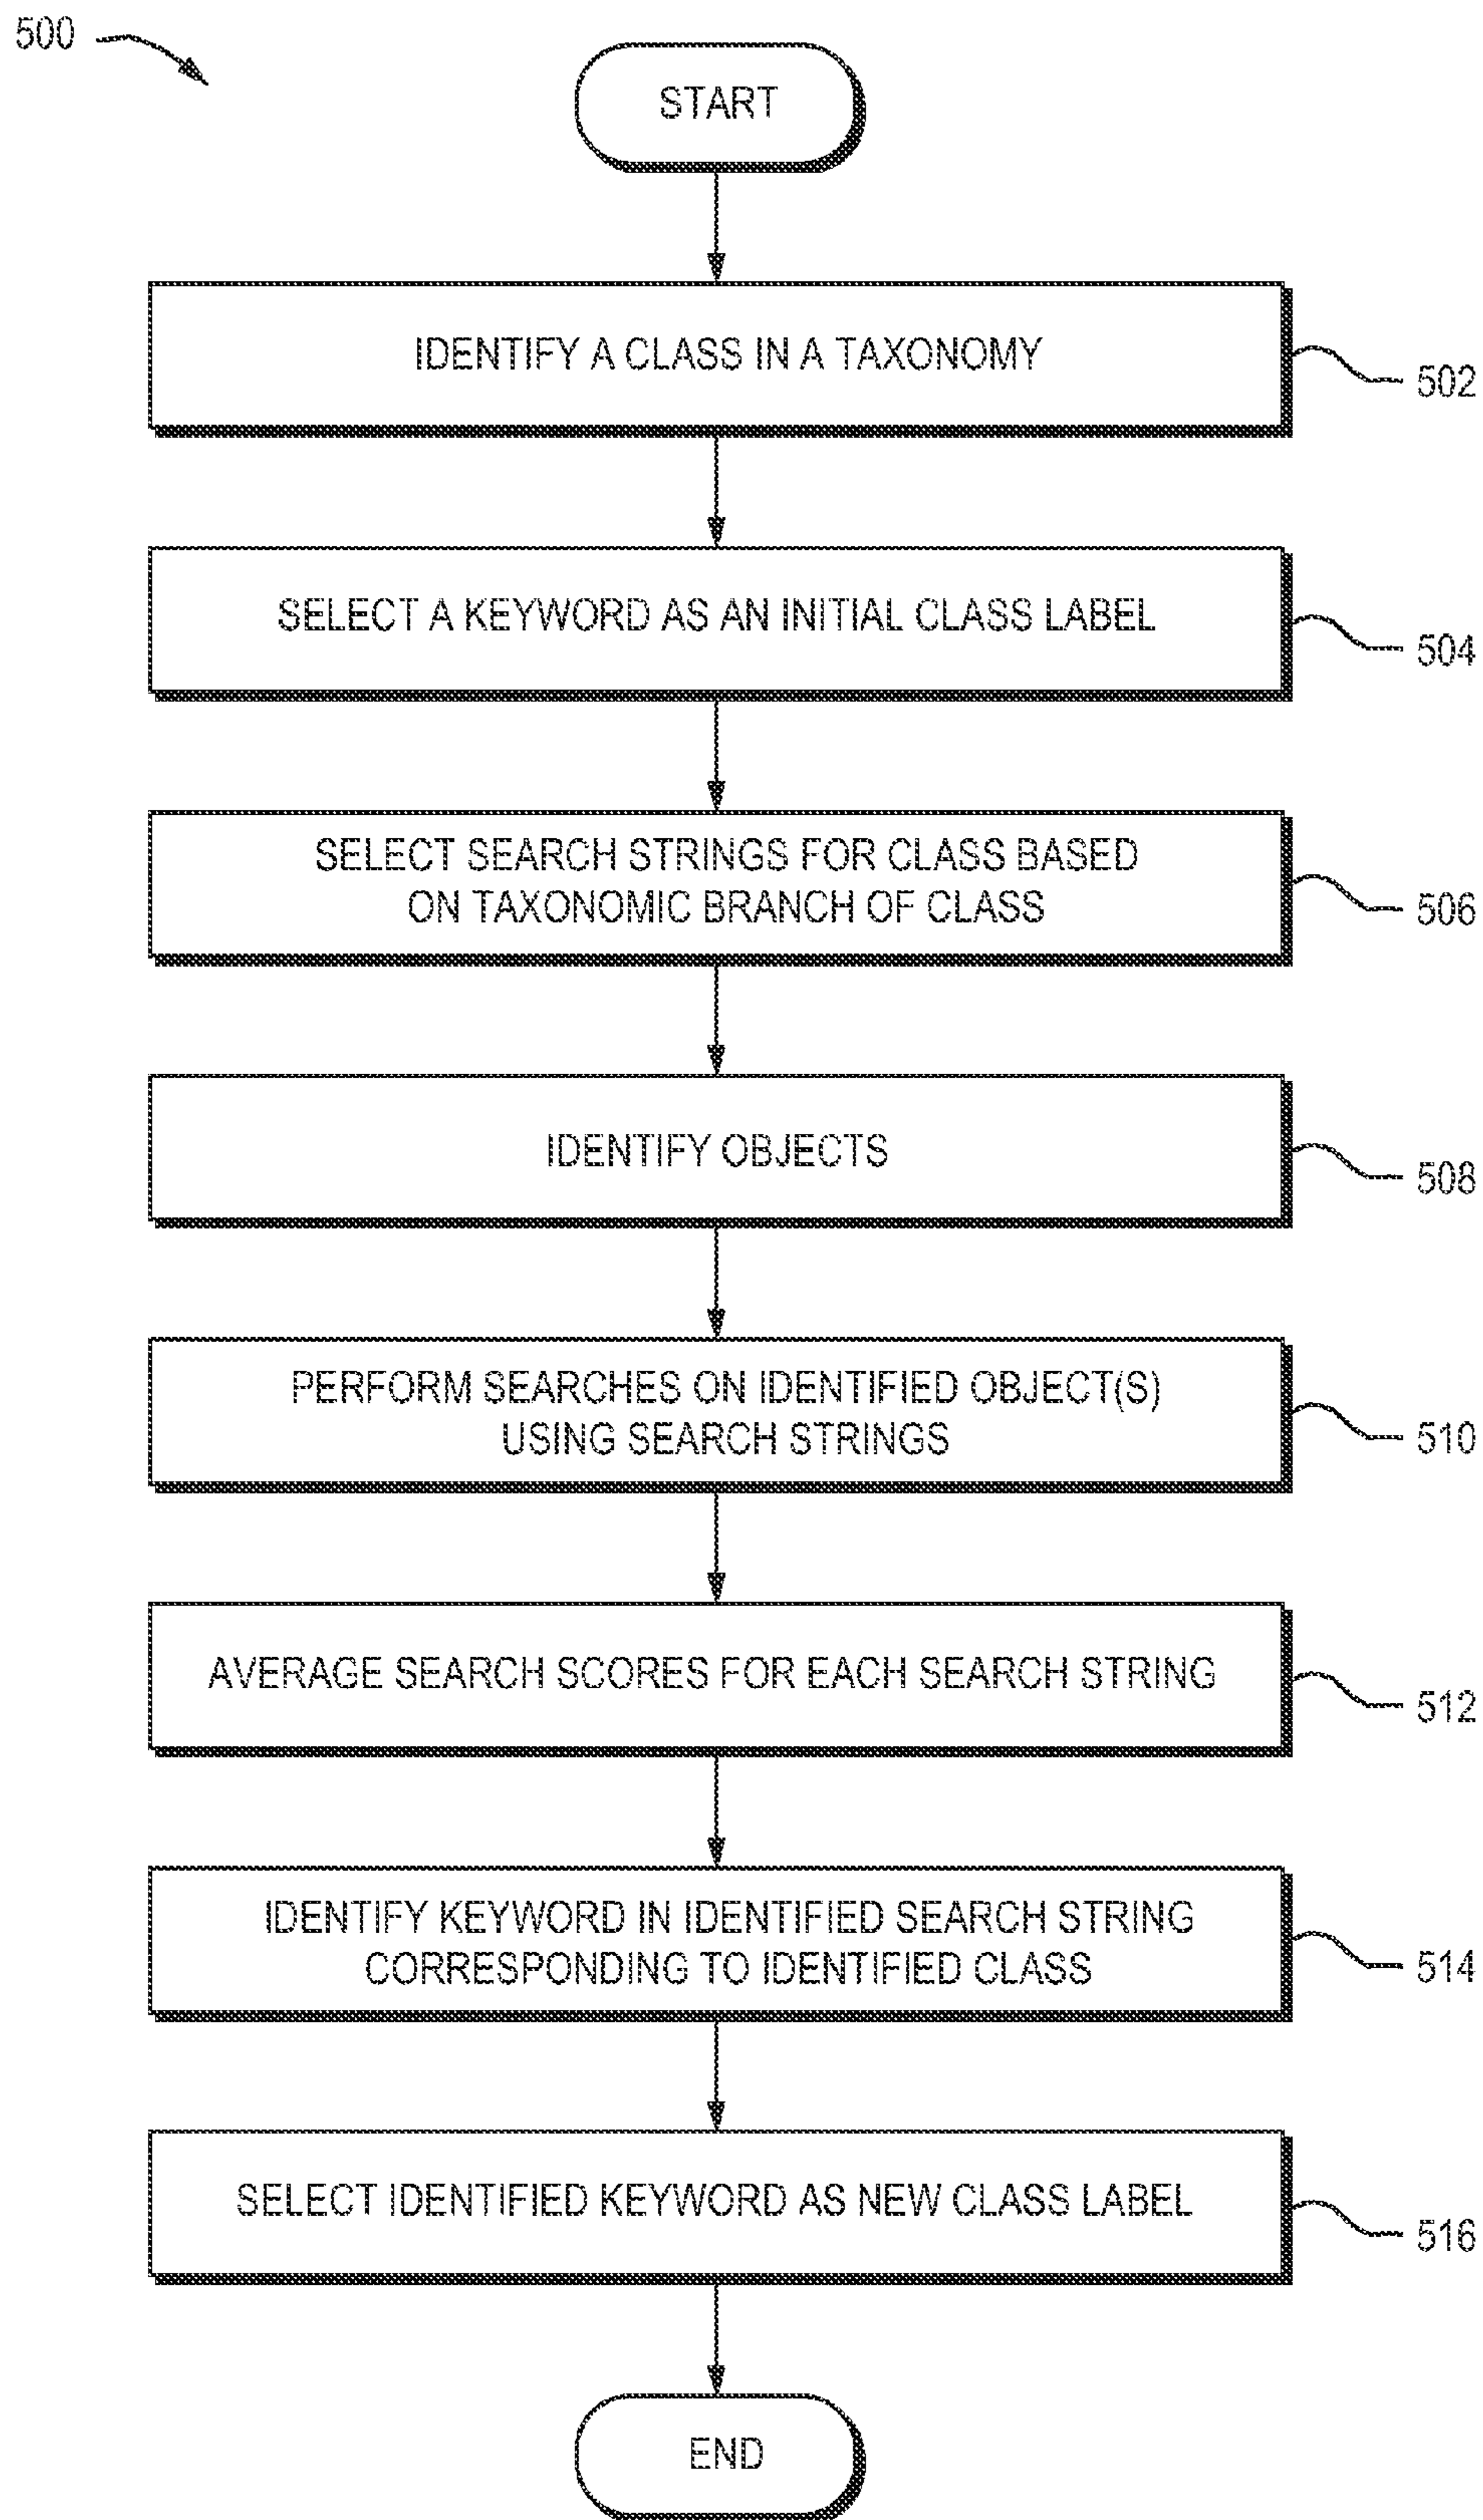 500
START
IDENTIFY A CLASS IN A TAXONOMY
502
SELECT A KEYWORD AS AN INITIAL CLASS LABEL
504
SELECT SEARCH STRINGS FOR CLASS BASED
ON TAXONOMIC BRANCH OF CLASS
506
IDENTIFY OBJECTS
508
PERFORM SEARCHES ON IDENTIFIED OBJECT(S)
USING SEARCH STRINGS
510
AVERAGE SEARCH SCORES FOR EACH SEARCH STRING
512
IDENTIFY KEYWORD IN IDENTIFIED SEARCH STRING
CORRESPONDING TO IDENTIFIED CLASS
514
SELECT IDENTIFIED KEYWORD AS NEW CLASS LABEL
516
END